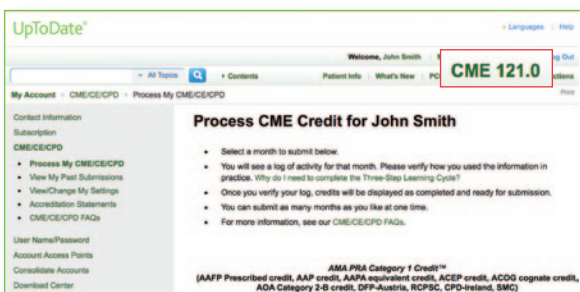 UpToDate®
Languages | Help
Welcome, John Smith
ng Out
CME 121.0
All Topics
Contents
Patient Info
What's New
My Account
CME/CE/CPD
Process My CME/CE/CPD
Print
Contact Information
Subscription
CME/CE/CPD
• Process My CME/CE/CPD
• View My Past Submissions
• View/Change My Settings
• Accreditation Statements
• CME/CE/CPD FAQs
User Name/Password
Account Access Points
Consolidate Accounts
Download Center
Process CME Credit for John Smith
• Select a month to submit below.
• You will see a log of activity for that month. Please verify how you used the information in
practice. Why do I need to complete the Three-Step Learning Cycle?
• Once you verify your log, credits will be displayed as completed and ready for submission.
• You can submit as many months as you like at one time.
• For more information, see our CME/CE/CPD FAQs.
AMA PRA Category 1 Credit™
(AAFP Prescribed credit, AAP credit, AAPA equivalent credit, ACEP credit, ACOG cognate credit,
AOA Category 2-B credit, DFP-Austria, RCPSC, CPD-Ireland, SMC)